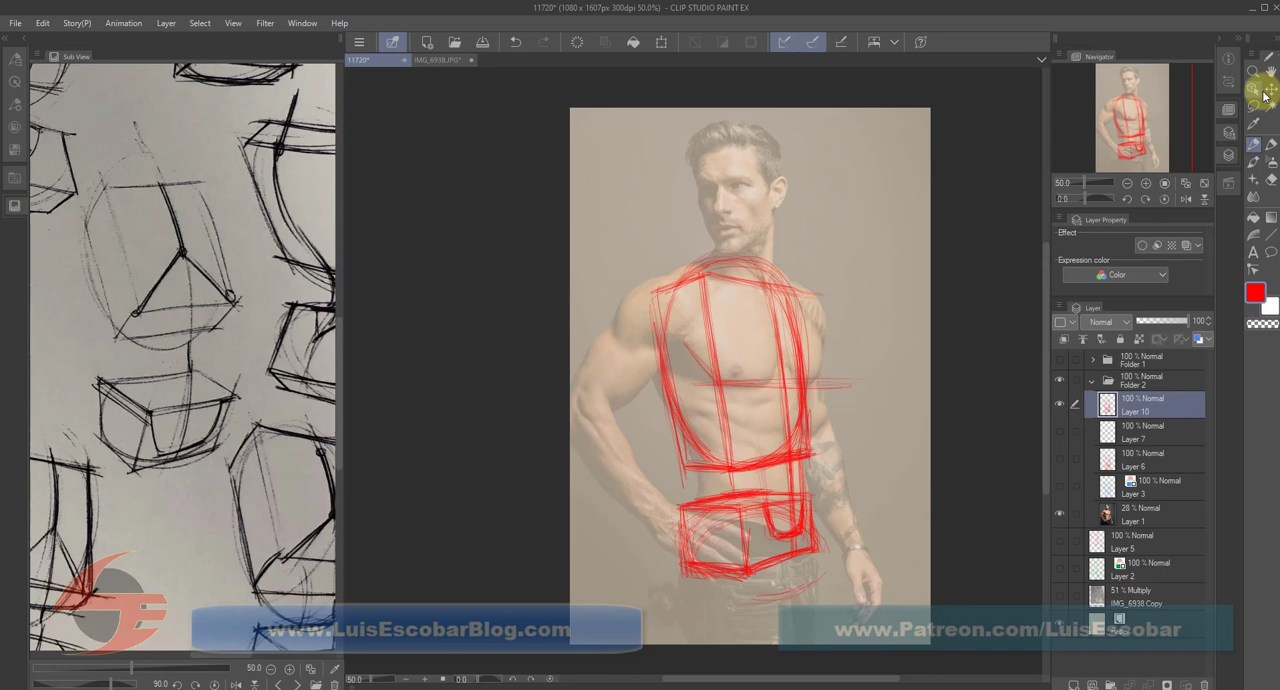 11720* (1080 x 1607px 300dpi 50.0%) - CLIP STUDIO PAINT EX
File Edit Story(P) Animation Layer Select View Filter Window Help
Sub View
11720* IMG_6938.JPG*
Navigator
50.0
0.0
Layer Property
Effect
Expression color
Color
Layer
Normal 100
100 % Normal
Folder 1
100 % Normal
Folder 2
100 % Normal
Layer 10
100 % Normal
Layer 7
100 % Normal
Layer 6
100 % Normal
Layer 3
28 % Normal
Layer 1
100 % Normal
Layer 5
100 % Normal
Layer 2
51 % Multiply
IMG_6938 Copy
www.LuisEscobarBlog.com
www.Patreon.com/LuisEscobar
50.0
90.0
50.0 0.0